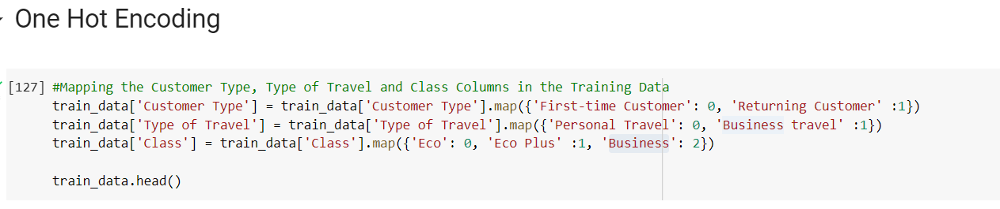 One Hot Encoding
[127] #Mapping the Customer Type, Type of Travel and Class Columns in the Training Data
train_data['Customer Type'] = train_data['Customer Type'].map({'First-time Customer': 0, 'Returning Customer' :1})
train_data['Type of Travel'] = train_data['Type of Travel'].map({'Personal Travel': 0, 'Business travel' :1})
train_data['Class'] = train_data['Class'].map({'Eco': 0, 'Eco Plus' :1, 'Business': 2})
train_data.head()